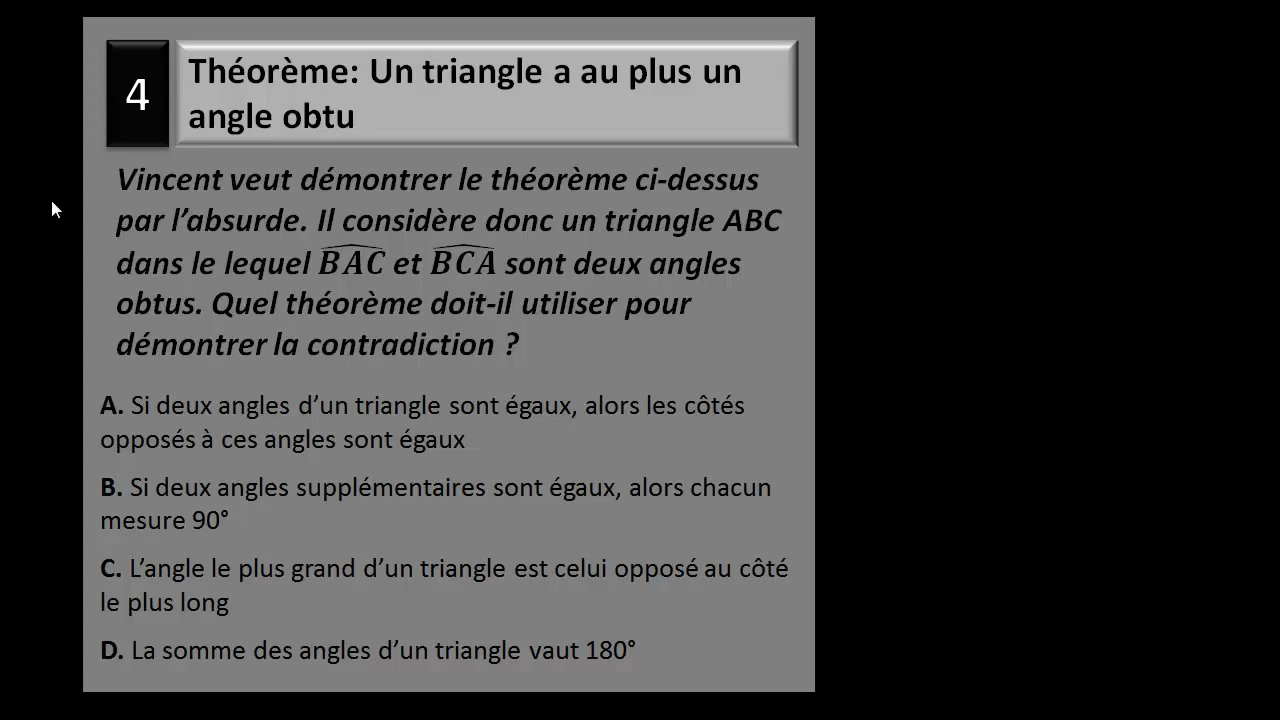 4
Théorème: Un triangle a au plus un
angle obtu
Vincent veut démontrer le théorème ci-dessus
par l’absurde. Il considère donc un triangle ABC
dans le lequel BAC et BCA sont deux angles
obtus. Quel théorème doit-il utiliser pour
démontrer la contradiction ?
A. Si deux angles d’un triangle sont égaux, alors les côtés
opposés à ces angles sont égaux
B. Si deux angles supplémentaires sont égaux, alors chacun
mesure 90°
C. L’angle le plus grand d’un triangle est celui opposé au côté
le plus long
D. La somme des angles d’un triangle vaut 180°